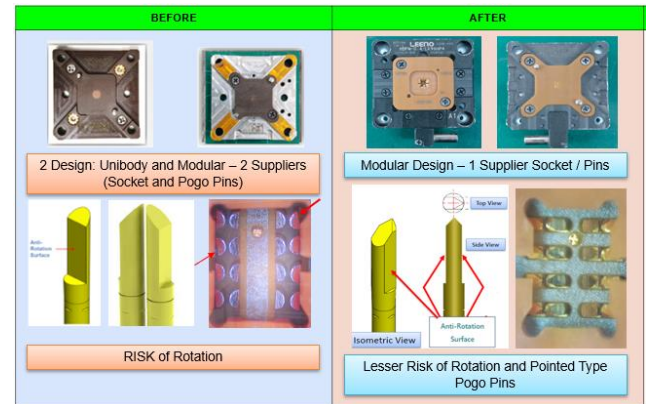 BEFORE
AFTER
LEENO
2 Design: Unibody and Modular – 2 Suppliers
(Socket and Pogo Pins)
Modular Design – 1 Supplier Socket / Pins
Anti-
Rotation
Surface
Top View
Side View
Isometric View
Anti-Rotation
Surface
RISK of Rotation
Lesser Risk of Rotation and Pointed Type
Pogo Pins